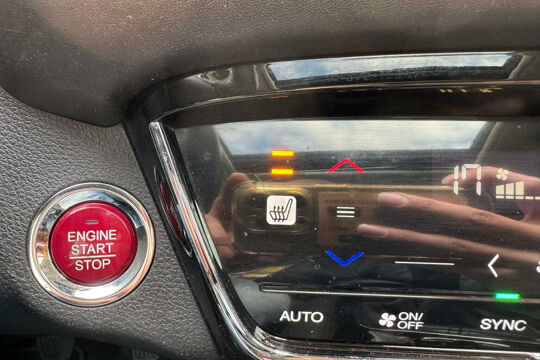 ENGINE
START
STOP
AUTO
ON/
OFF
SYNC